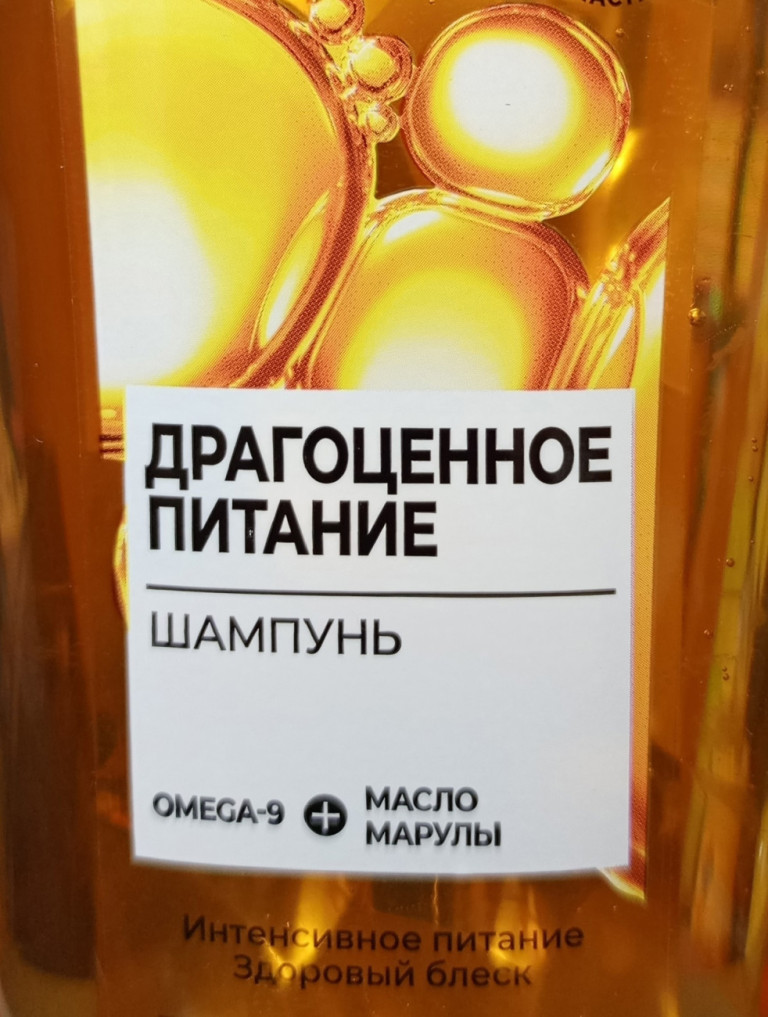 ДРАГОЦЕННОЕ
ПИТАНИЕ
ШАМПУНЬ
OMEGA-9 + МАСЛО
МАРУЛЫ
Интенсивное питание
Здоровый блеск